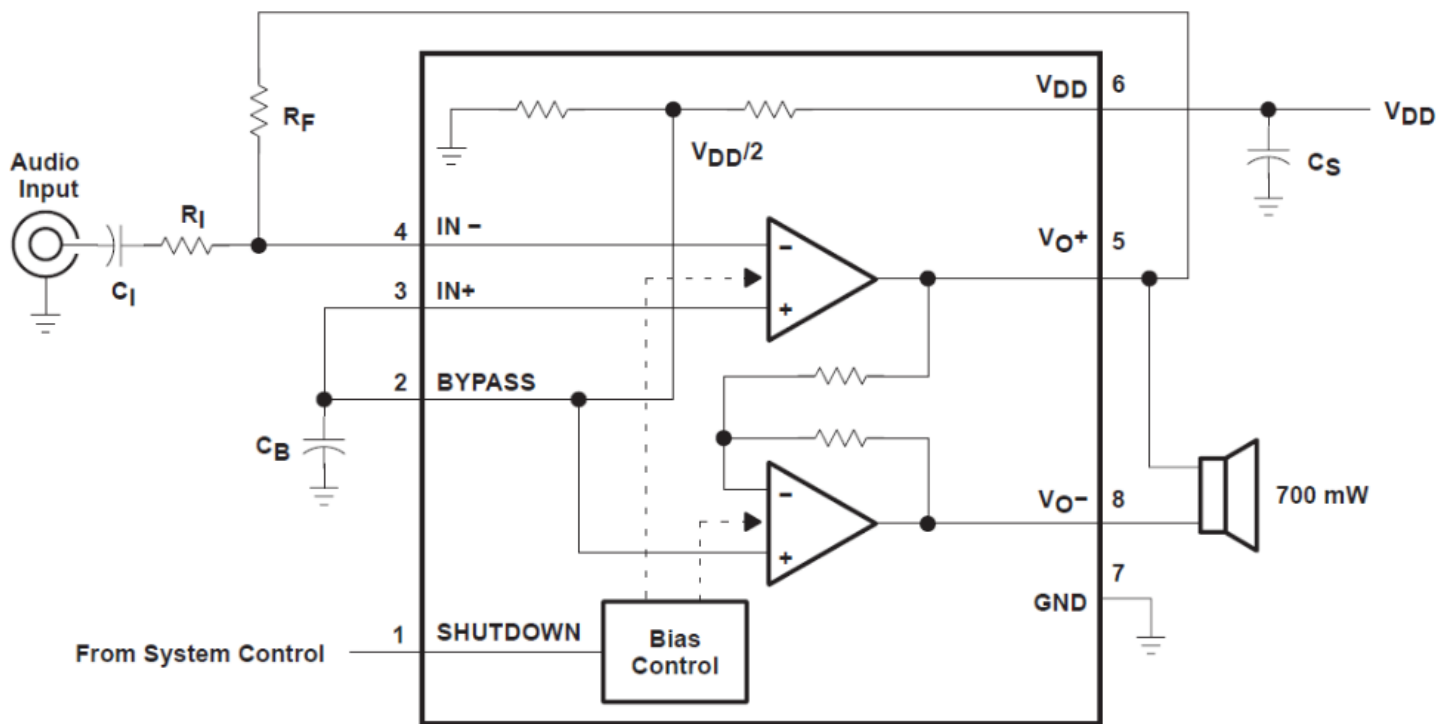 VDD 6
VDD
RF
VDD/2
CS
Audio
Input
RI
CI
4 IN −
VO+ 5
−
+
3 IN+
2 BYPASS
CB
−
+
VO− 8
700 mW
7
GND
1 SHUTDOWN
From System Control
Bias
Control